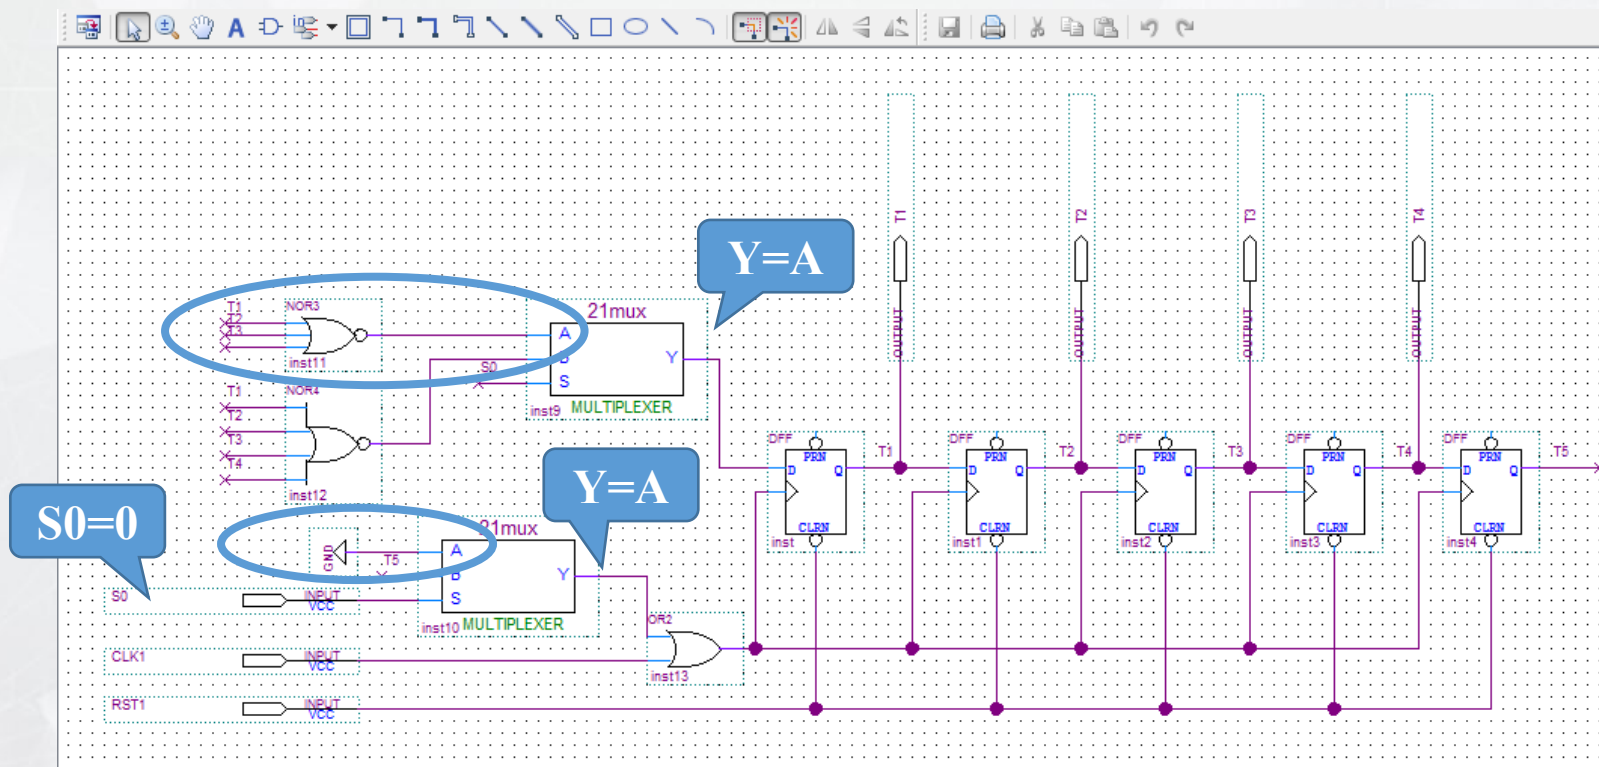 Y=A
T1
T2
T3
T4
T1
T2
T3
NOR3
inst11
21mux
A
B
S0
S
Y
inst9 MULTIPLEXER
OUTPUT
OUTPUT
OUTPUT
OUTPUT
T1
T2
T3
T4
NOR4
inst12
Y=A
S0=0
DFF
PRN
D
Q
CLRN
inst
T1
DFF
PRN
D
Q
CLRN
inst1
T2
DFF
PRN
D
Q
CLRN
inst2
T3
DFF
PRN
D
Q
CLRN
inst3
T4
DFF
PRN
D
Q
CLRN
inst4
T5
21mux
GND
T5
A
B
S
Y
inst10 MULTIPLEXER
S0
INPUT
VCC
OR2
inst13
CLK1
INPUT
VCC
RST1
INPUT
VCC